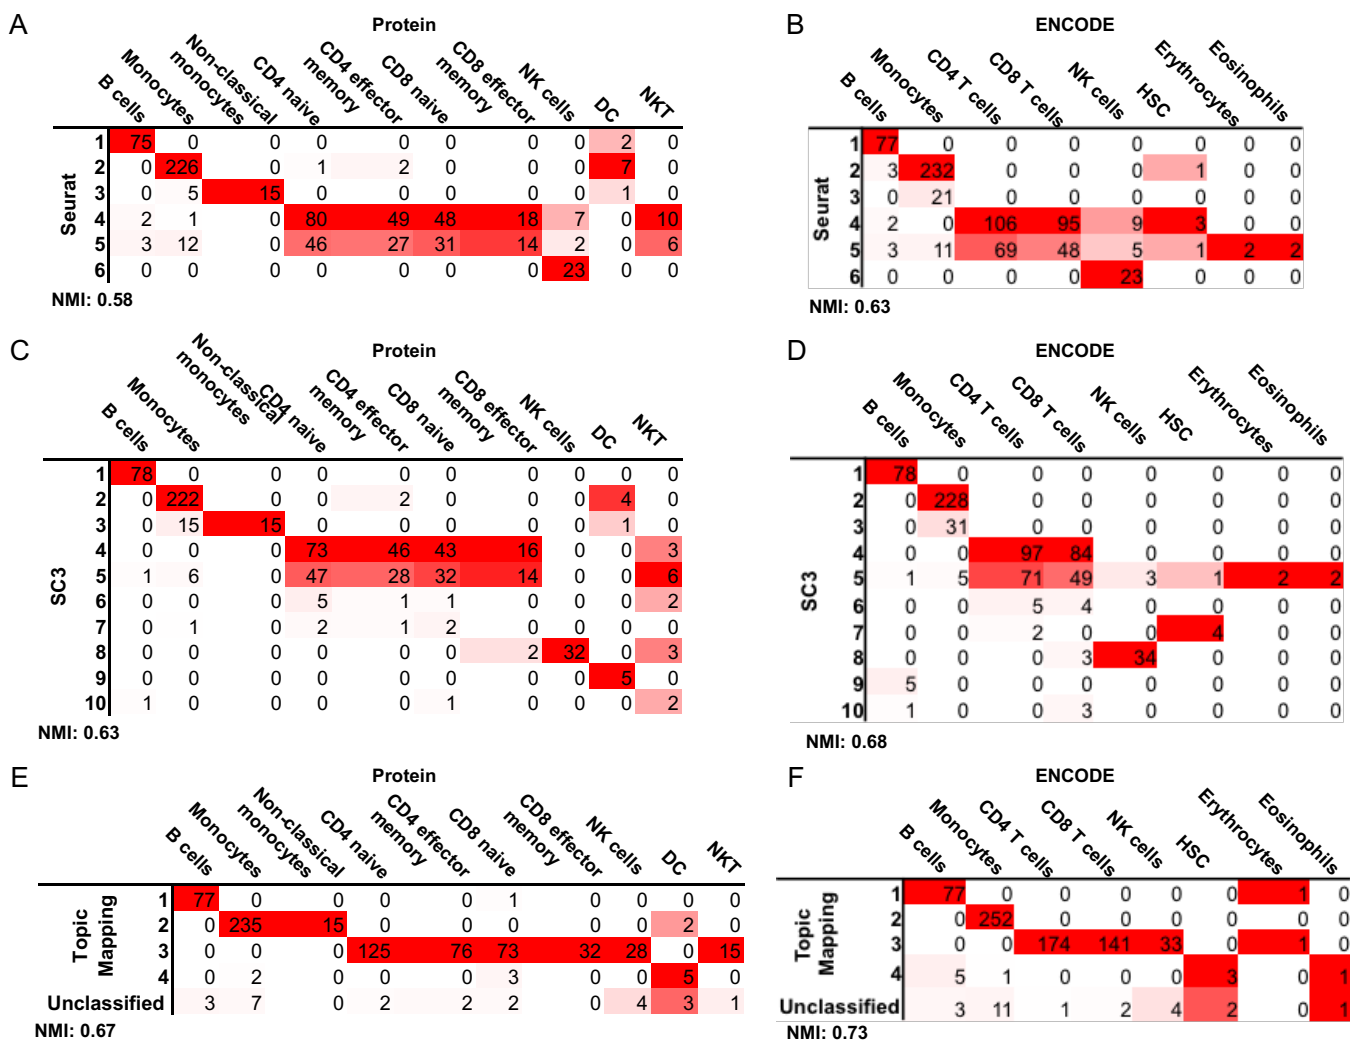 A
Protein
B cells
Monocytes
Non-classical
monocytes
CD4 naive
CD4 effector
memory
CD8 naive
CD8 effector
memory
NK cells
DC
NKT
Seurat
1 75 0 0 0 0 0 0 0 2 0
2 0 226 0 1 2 0 0 0 7 0
3 0 5 15 0 0 0 0 0 1 0
4 2 1 0 80 49 48 18 7 0 10
5 3 12 0 46 27 31 14 2 0 6
6 0 0 0 0 0 0 0 23 0 0
NMI: 0.58
B
ENCODE
B cells
Monocytes
CD4 T cells
CD8 T cells
NK cells
HSC
Erythrocytes
Eosinophils
Seurat
1 77 0 0 0 0 0 0 0
2 3 232 0 0 0 1 0 0
3 0 21 0 0 0 0 0 0
4 2 0 106 95 9 3 0 0
5 3 11 69 48 5 1 2 2
6 0 0 0 0 23 0 0 0
NMI: 0.63
C
Protein
B cells
Monocytes
Non-classical
monocytes
CD4 naive
CD4 effector
memory
CD8 naive
CD8 effector
memory
NK cells
DC
NKT
SC3
1 78 0 0 0 0 0 0 0 0 0
2 0 222 0 0 2 0 0 0 4 0
3 0 15 15 0 0 0 0 0 1 0
4 0 0 0 73 46 43 16 0 0 3
5 1 6 0 47 28 32 14 0 0 6
6 0 0 0 5 1 1 0 0 0 2
7 0 1 0 2 1 2 0 0 0 0
8 0 0 0 0 0 0 2 32 0 3
9 0 0 0 0 0 0 0 0 5 0
10 1 0 0 0 0 1 0 0 0 2
NMI: 0.63
D
ENCODE
B cells
Monocytes
CD4 T cells
CD8 T cells
NK cells
HSC
Erythrocytes
Eosinophils
SC3
1 78 0 0 0 0 0 0 0
2 0 228 0 0 0 0 0 0
3 0 31 0 0 0 0 0 0
4 0 0 97 84 0 0 0 0
5 1 5 71 49 3 1 2 2
6 0 0 5 4 0 0 0 0
7 0 0 2 0 0 4 0 0
8 0 0 0 3 34 0 0 0
9 5 0 0 0 0 0 0 0
10 1 0 0 3 0 0 0 0
NMI: 0.68
E
Protein
B cells
Monocytes
Non-classical
monocytes
CD4 naive
CD4 effector
memory
CD8 naive
CD8 effector
memory
NK cells
DC
NKT
Topic
Mapping
1 77 0 0 0 0 1 0 0 0 0
2 0 235 15 0 0 0 0 0 2 0
3 0 0 0 125 76 73 32 28 0 15
4 0 2 0 0 0 3 0 0 5 0
Unclassified 3 7 0 2 2 2 0 4 3 1
NMI: 0.67
F
ENCODE
B cells
Monocytes
CD4 T cells
CD8 T cells
NK cells
HSC
Erythrocytes
Eosinophils
Topic
Mapping
1 77 0 0 0 0 0 1 0
2 0 252 0 0 0 0 0 0
3 0 0 174 141 33 0 1 0
4 5 1 0 0 0 3 0 1
Unclassified 3 11 1 2 4 2 0 1
NMI: 0.73